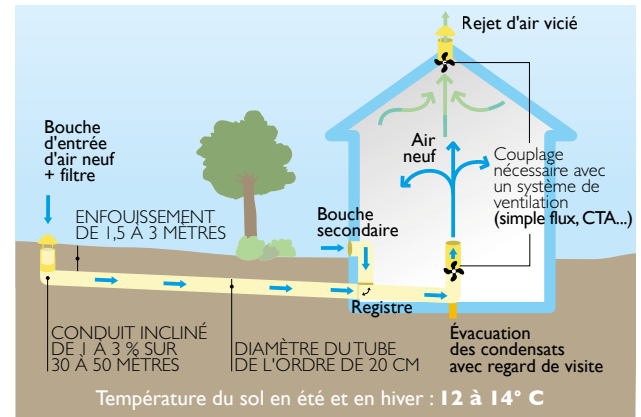 Rejet d'air vicié
Bouche
d'entrée
d'air neuf
+ filtre
Air
neuf
Couplage
nécessaire avec
un système de
ventilation
(simple flux, CTA...)
ENFOUISSEMENT
DE 1,5 À 3 MÈTRES
Bouche
secondaire
Registre
CONDUIT INCLINÉ
DE 1 À 3 % SUR
30 À 50 MÈTRES
DIAMÈTRE DU TUBE
DE L'ORDRE DE 20 CM
Évacuation
des condensats
avec regard de visite
Température du sol en été et en hiver : 12 à 14° C